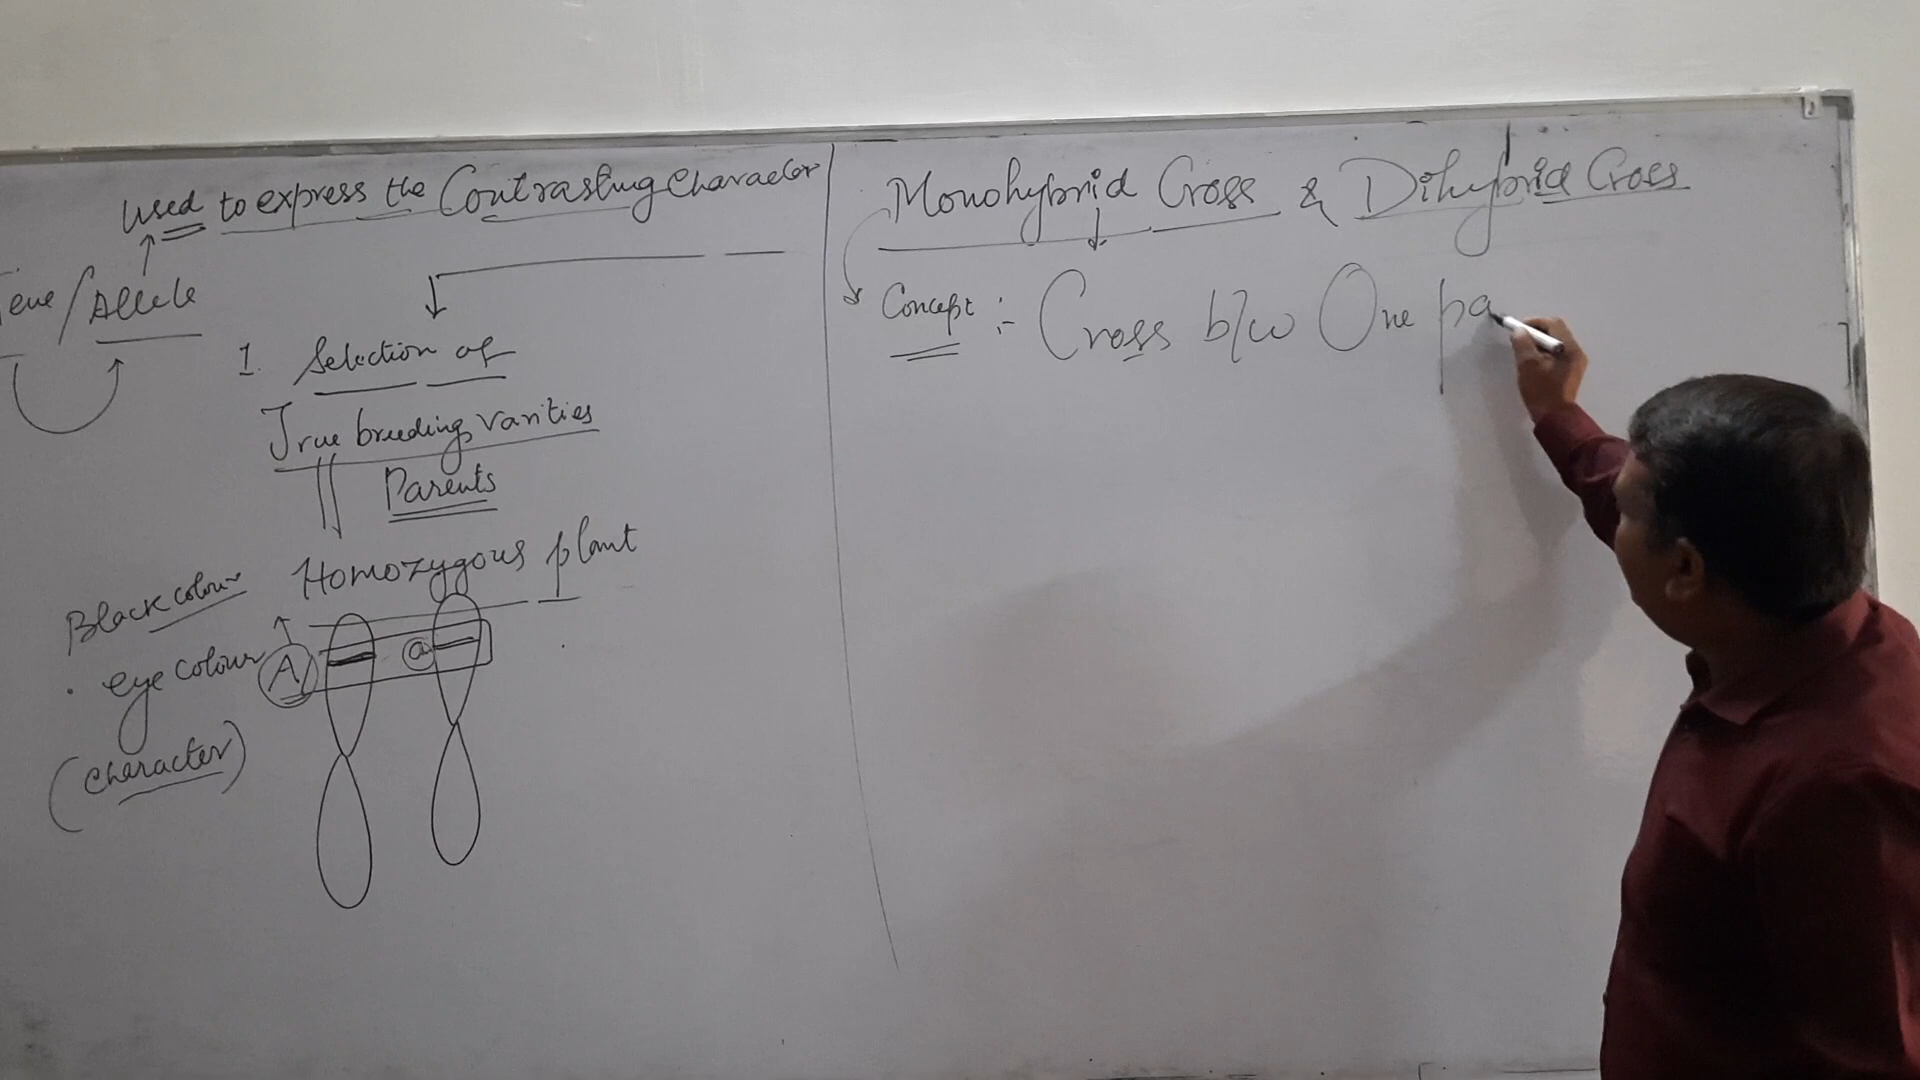 used to express the Contrasting Character
Gene / Allele
1. Selection of
True breeding varities
Parents
Homozygous plant
Black colour
. eye colour A a
(character)
Monohybrid Cross & Dihybrid Cross
Concept :- Cross b/w One pa